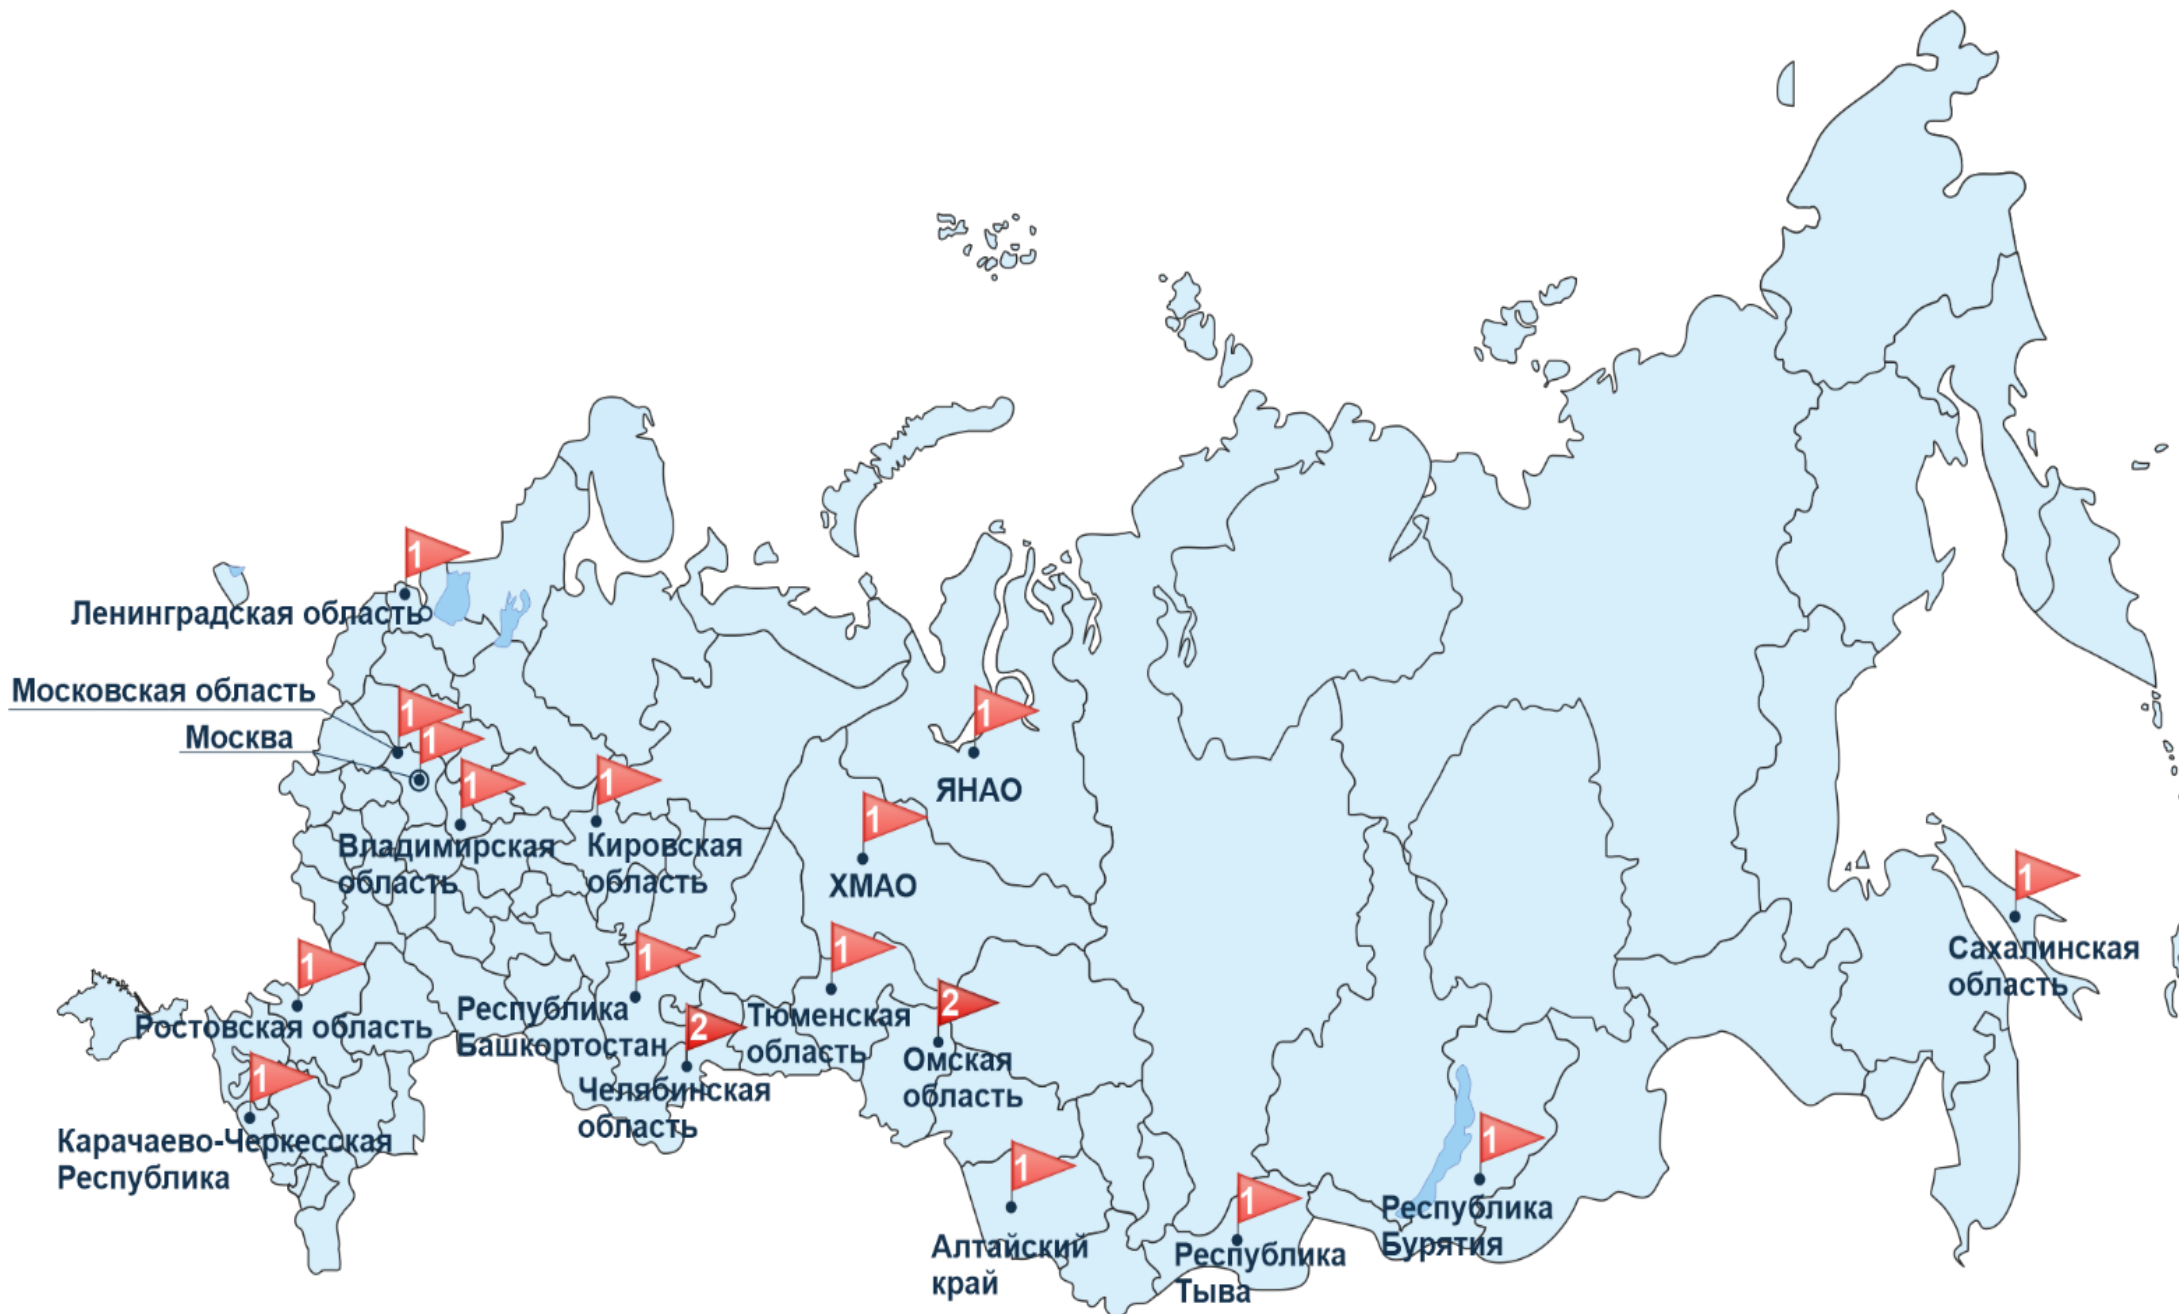 1
Ленинградская область
Московская область
1
Москва
1
1
Владимирская
область
1
Кировская
область
1
ЯНАО
1
ХМАО
1
Сахалинская
область
1
Ростовская область
1
Республика
Башкортостан
2
Челябинская
область
1
Тюменская
область
2
Омская
область
1
Карачаево-Черкесская
Республика
1
Алтайский
край
1
Республика
Тыва
1
Республика
Бурятия